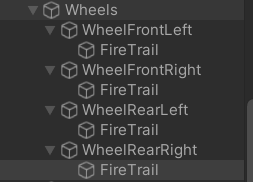 Wheels
WheelFrontLeft
FireTrail
WheelFrontRight
FireTrail
WheelRearLeft
FireTrail
WheelRearRight
FireTrail